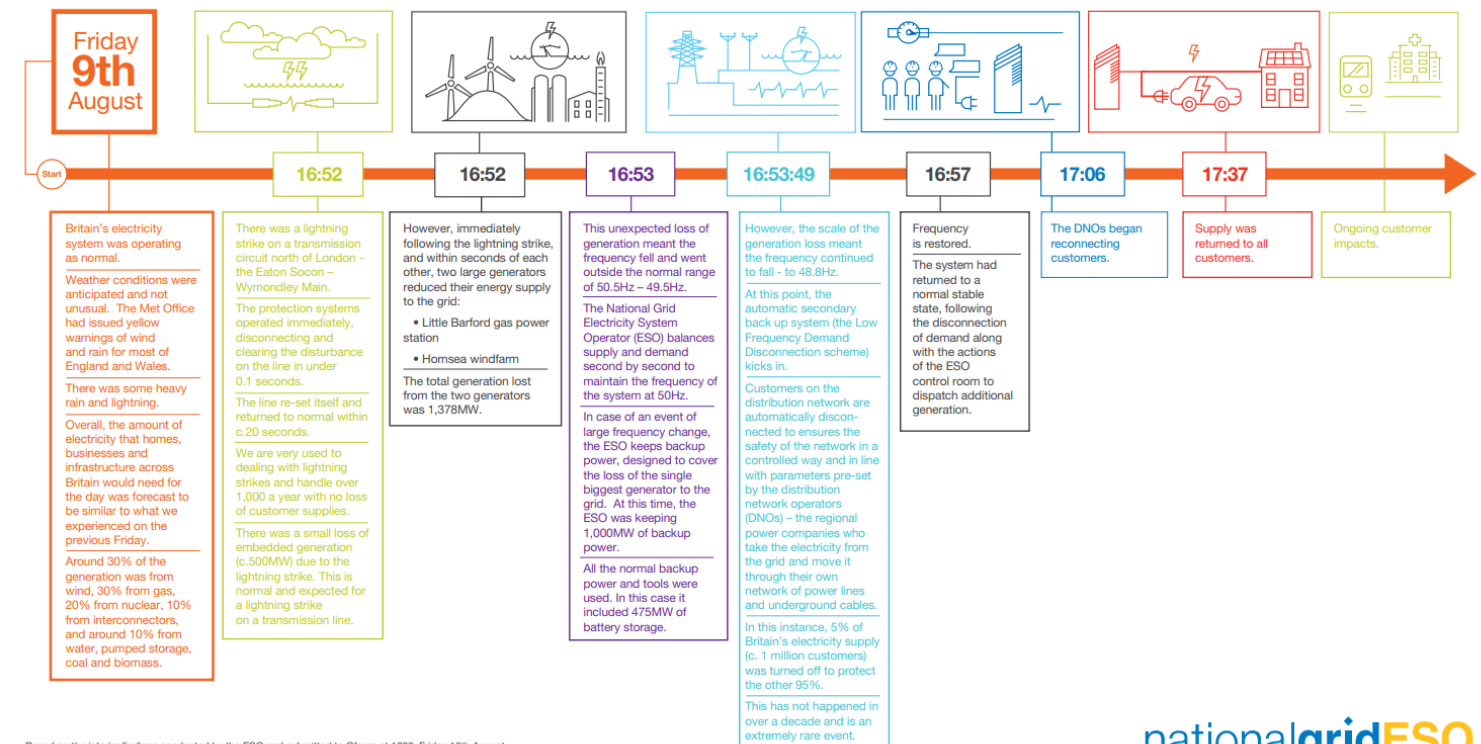 Friday
9th
August
Start
16:52
16:52
16:53
16:53:49
16:57
17:06
17:37
Britain's electricity
system was operating
as normal.
Weather conditions were
anticipated and not
unusual. The Met Office
had issued yellow
warnings of wind
and rain for most of
England and Wales.
There was some heavy
rain and lightning.
Overall, the amount of
electricity that homes,
businesses and
infrastructure across
Britain would need for
the day was forecast to
be similar to what we
experienced on the
previous Friday.
Around 30% of the
generation was from
wind, 30% from gas,
20% from nuclear, 10%
from interconnectors,
and around 10% from
water, pumped storage,
coal and biomass.
There was a lightning
strike on a transmission
circuit north of London -
the Eaton Socon –
Wymondley Main.
The protection systems
operated immediately,
disconnecting and
clearing the disturbance
on the line in under
0.1 seconds.
The line re-set itself and
returned to normal within
c.20 seconds.
We are very used to
dealing with lightning
strikes and handle over
1,000 a year with no loss
of customer supplies.
There was a small loss of
embedded generation
(c.500MW) due to the
lightning strike. This is
normal and expected for
a lightning strike
on a transmission line.
However, immediately
following the lightning strike,
and within seconds of each
other, two large generators
reduced their energy supply
to the grid:
• Little Barford gas power
station
• Hornsea windfarm
The total generation lost
from the two generators
was 1,378MW.
This unexpected loss of
generation meant the
frequency fell and went
outside the normal range
of 50.5Hz – 49.5Hz.
The National Grid
Electricity System
Operator (ESO) balances
supply and demand
second by second to
maintain the frequency of
the system at 50Hz.
In case of an event of
large frequency change,
the ESO keeps backup
power, designed to cover
the loss of the single
biggest generator to the
grid. At this time, the
ESO was keeping
1,000MW of backup
power.
All the normal backup
power and tools were
used. In this case it
included 475MW of
battery storage.
However, the scale of the
generation loss meant
the frequency continued
to fall - to 48.8Hz.
At this point, the
automatic secondary
back up system (the Low
Frequency Demand
Disconnection scheme)
kicks in.
Customers on the
distribution network are
automatically discon-
nected to ensures the
safety of the network in a
controlled way and in line
with parameters pre-set
by the distribution
network operators
(DNOs) – the regional
power companies who
take the electricity from
the grid and move it
through their own
network of power lines
and underground cables.
In this instance, 5% of
Britain's electricity supply
(c. 1 million customers)
was turned off to protect
the other 95%.
This has not happened in
over a decade and is an
extremely rare event.
Frequency
is restored.
The system had
returned to a
normal stable
state, following
the disconnection
of demand along
with the actions
of the ESO
control room to
dispatch additional
generation.
The DNOs began
reconnecting
customers.
Supply was
returned to all
customers.
Ongoing customer
impacts.
nationalgridESO